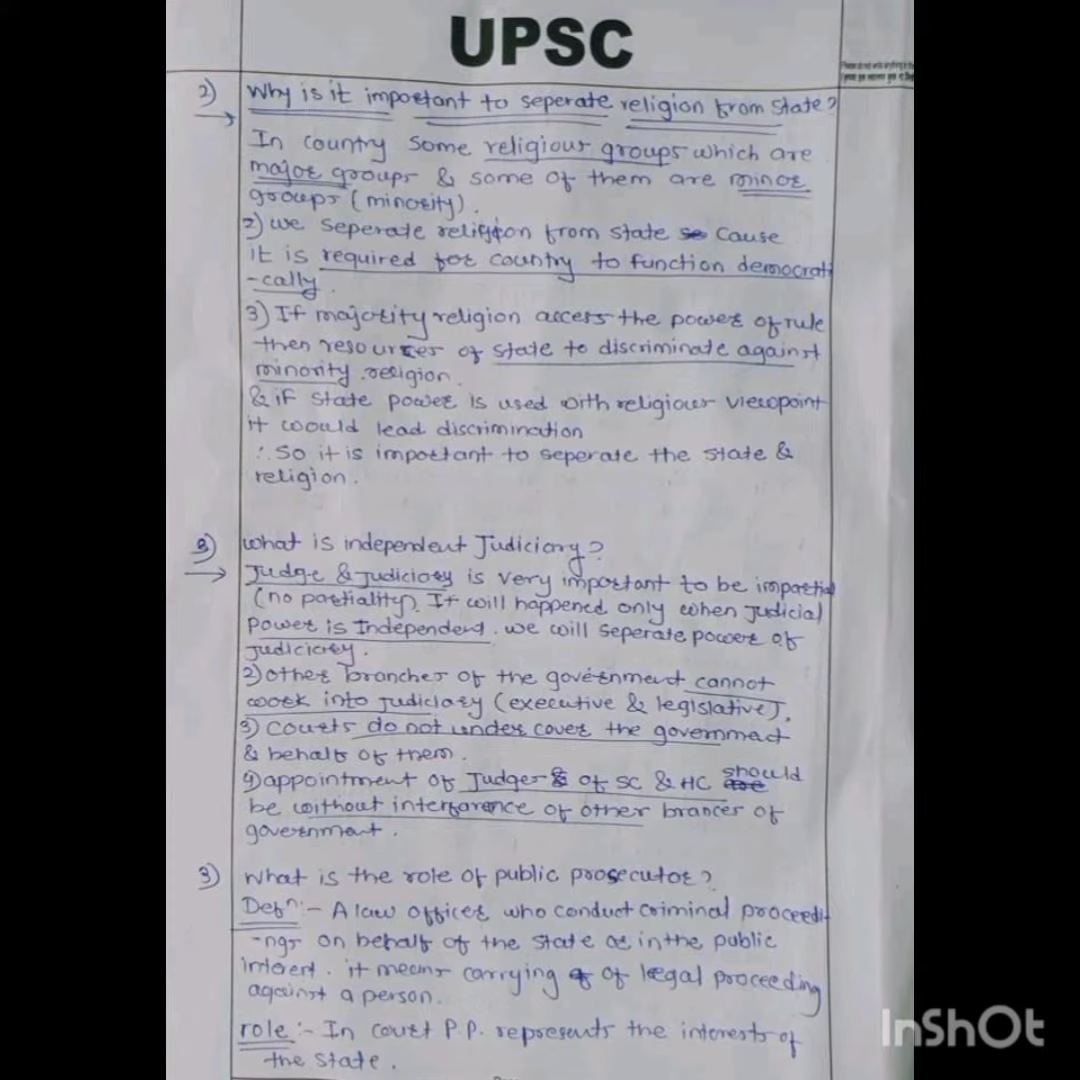 UPSC
2) Why is it important to seperate religion from state?
In country some religious groups which are
major groups & some of them are minor
groups (minority).
2) we seperate religion from state cause
it is required for country to function democrati
-cally.
3) If majority religion access the power of rule
then resources of state to discriminate against
minority religion.
& if state power is used with religious viewpoint
it would lead discrimination
∴ So it is important to seperate the state &
religion.
3) what is independent Judiciary?
Judge & Judiciary is very important to be impartial
(no partiality). It will happened only when judicial
power is Independent. we will seperate power of
judiciary.
2) other branches of the government cannot
work into judiciary (executive & legislative).
3) Courts do not under cover the government
& behalf of them.
4) appointment of Judges of SC & HC should
be without interfarence of other brances of
government.
3) What is the role of public prosecutor?
Defn :- A law officer who conduct criminal proceedi-
-ngs on behalf of the state or in the public
interest. it means carrying of legal proceeding
against a person.
role :- In court P.P. represents the interests of
the state.
InShOt